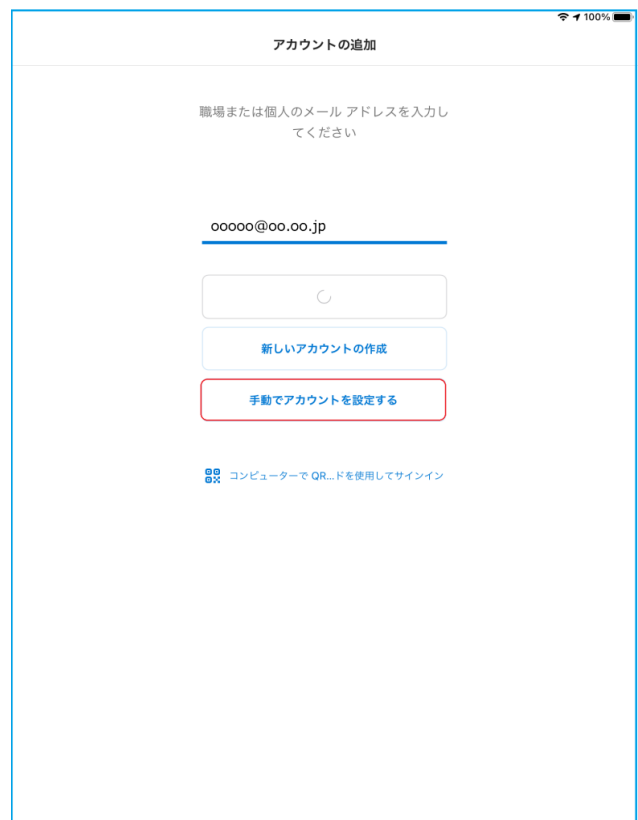 100%
アカウントの追加
職場または個人のメール アドレスを入力し
てください
ooooo@oo.oo.jp
新しいアカウントの作成
手動でアカウントを設定する
コンピューターで QR...ドを使用してサインイン